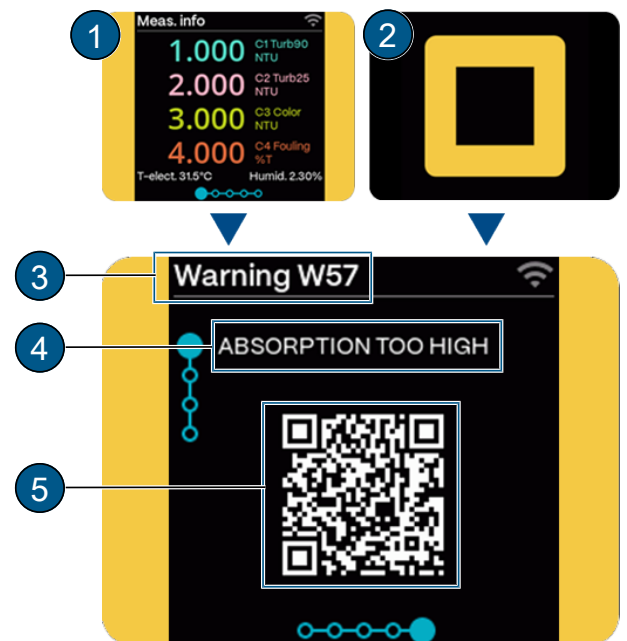 1
Meas. info
1.000 C1 Turb90
NTU
2.000 C2 Turb25
NTU
3.000 C3 Color
NTU
4.000 C4 Fouling
%T
T-elect. 31.5°C Humid. 2.30%
2
3
Warning W57
4
ABSORPTION TOO HIGH
5